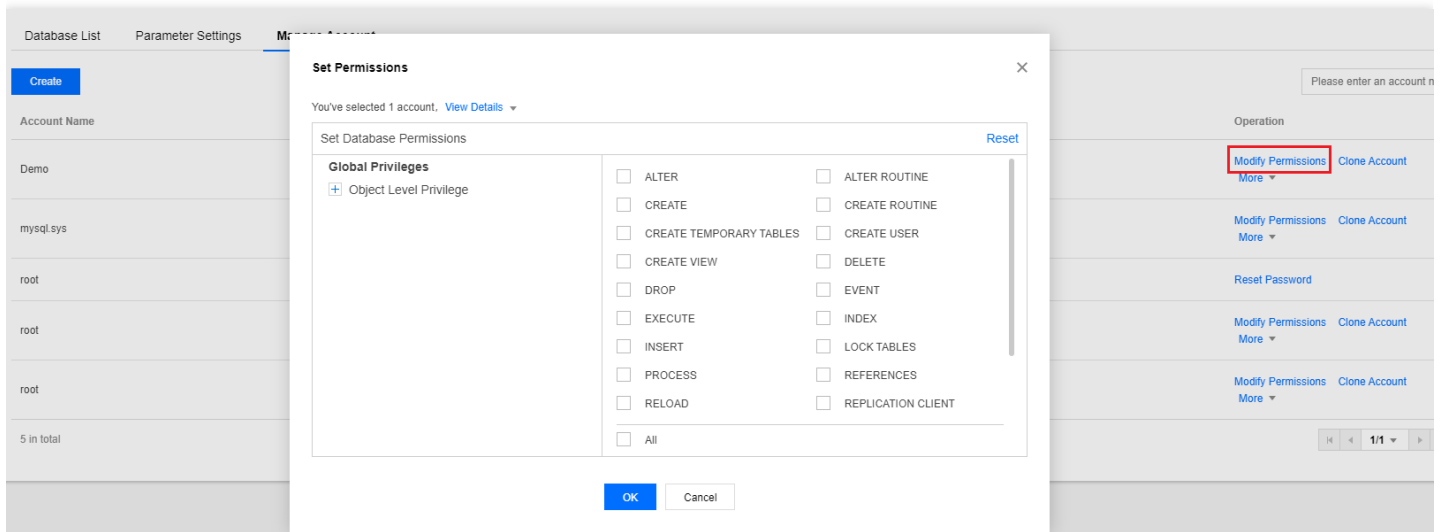 Database List Parameter Settings Manage Account
Set Permissions
Create
Please enter an account n
You've selected 1 account, View Details
Account Name
Operation
Set Database Permissions Reset
Global Privileges
Object Level Privilege
ALTER ALTER ROUTINE
CREATE CREATE ROUTINE
CREATE TEMPORARY TABLES CREATE USER
CREATE VIEW DELETE
DROP EVENT
EXECUTE INDEX
INSERT LOCK TABLES
PROCESS REFERENCES
RELOAD REPLICATION CLIENT
All
OK Cancel
Demo
Modify Permissions Clone Account
More
mysql.sys
Modify Permissions Clone Account
More
root
Reset Password
root
Modify Permissions Clone Account
More
root
Modify Permissions Clone Account
More
5 in total
1/1